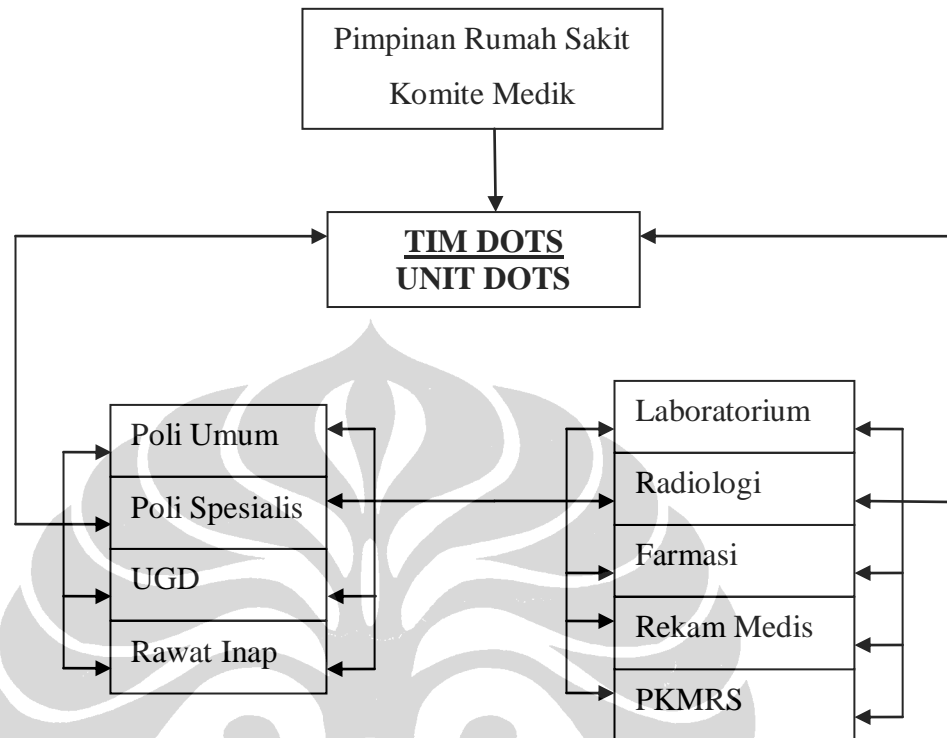 Pimpinan Rumah Sakit
Komite Medik
TIM DOTS
UNIT DOTS
Poli Umum
Poli Spesialis
UGD
Rawat Inap
Laboratorium
Radiologi
Farmasi
Rekam Medis
PKMRS